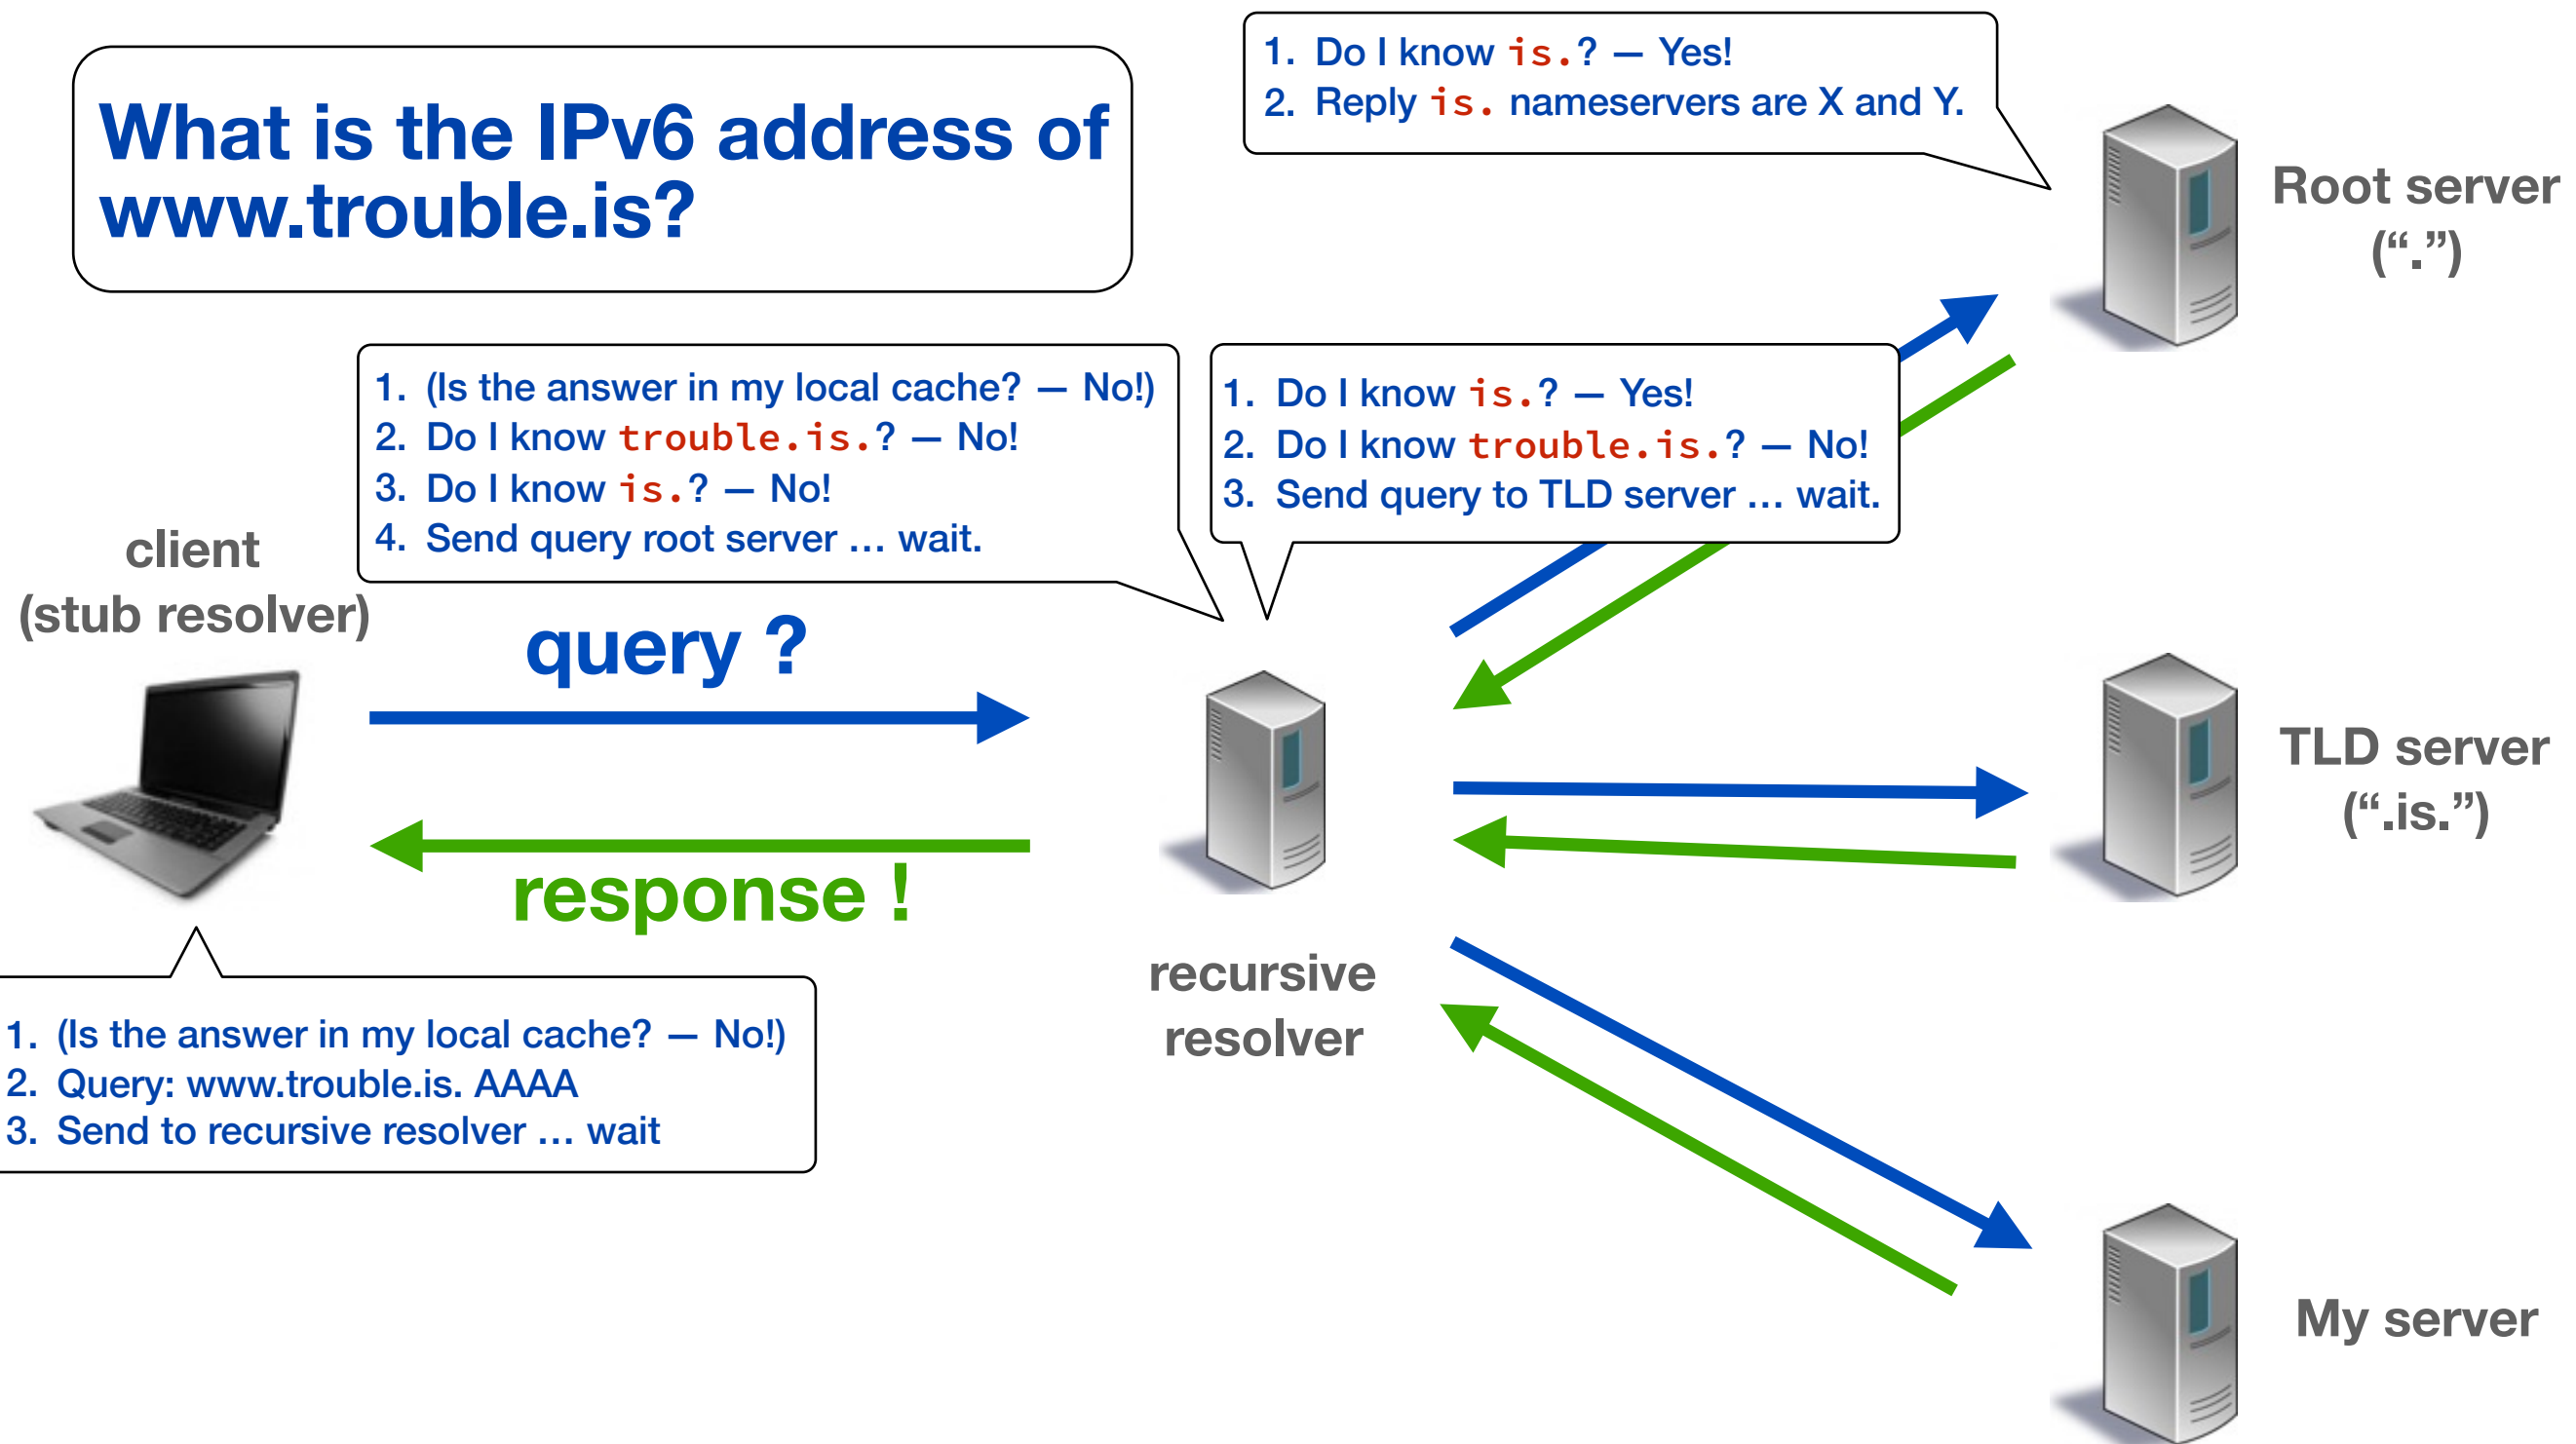 What is the IPv6 address of
www.trouble.is?
1. Do I know is.? — Yes!
2. Reply is. nameservers are X and Y.
Root server
(“.”)
1. (Is the answer in my local cache? — No!)
2. Do I know trouble.is.? — No!
3. Do I know is.? — No!
4. Send query root server … wait.
1. Do I know is.? — Yes!
2. Do I know trouble.is.? — No!
3. Send query to TLD server … wait.
client
(stub resolver)
query ?
response !
recursive
resolver
TLD server
(“.is.”)
1. (Is the answer in my local cache? — No!)
2. Query: www.trouble.is. AAAA
3. Send to recursive resolver … wait
My server